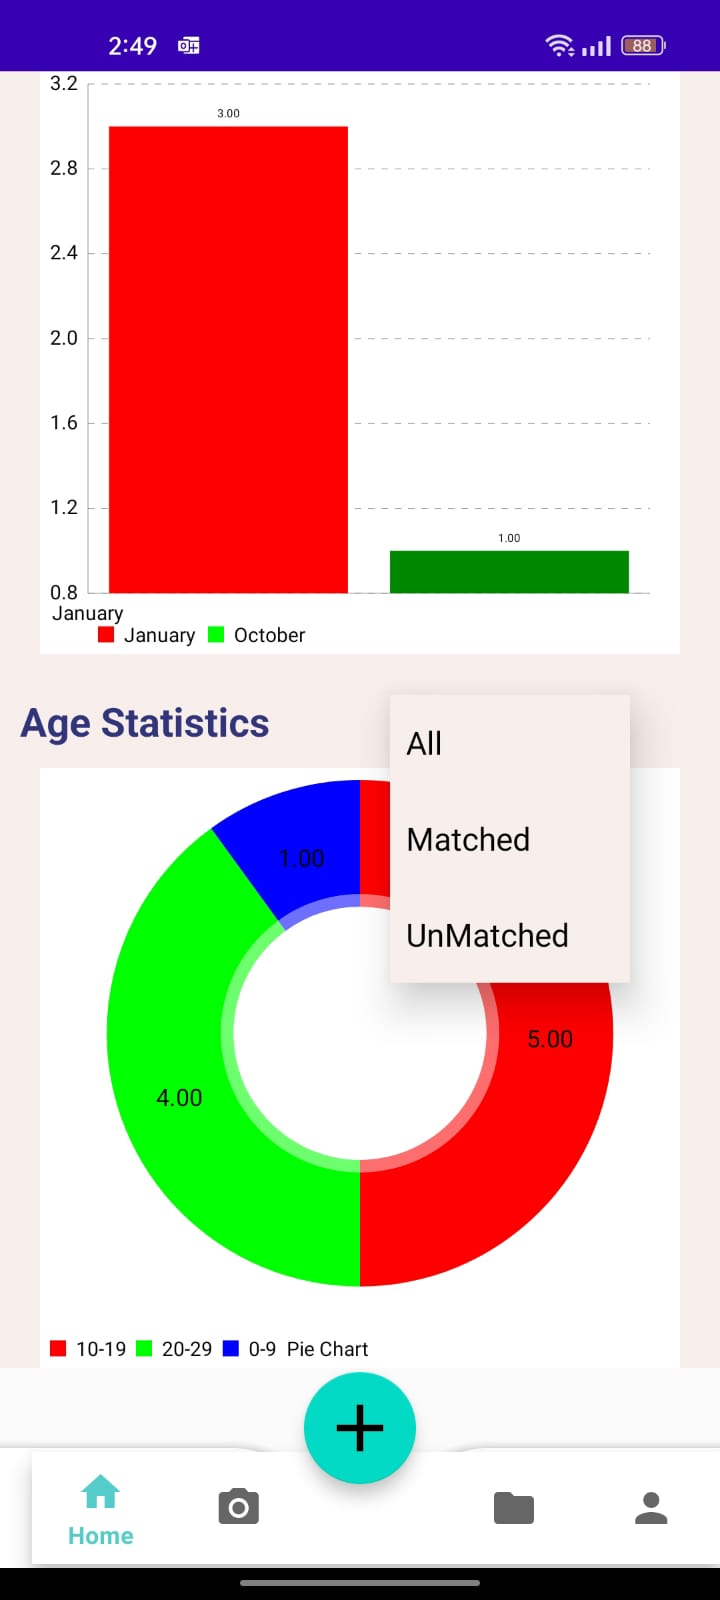 2:49
88
3.2
3.00
2.8
2.4
2.0
1.6
1.2
1.00
0.8
January
January October
Age Statistics
All
Matched
UnMatched
1.00
5.00
4.00
10-19 20-29 0-9 Pie Chart
Home